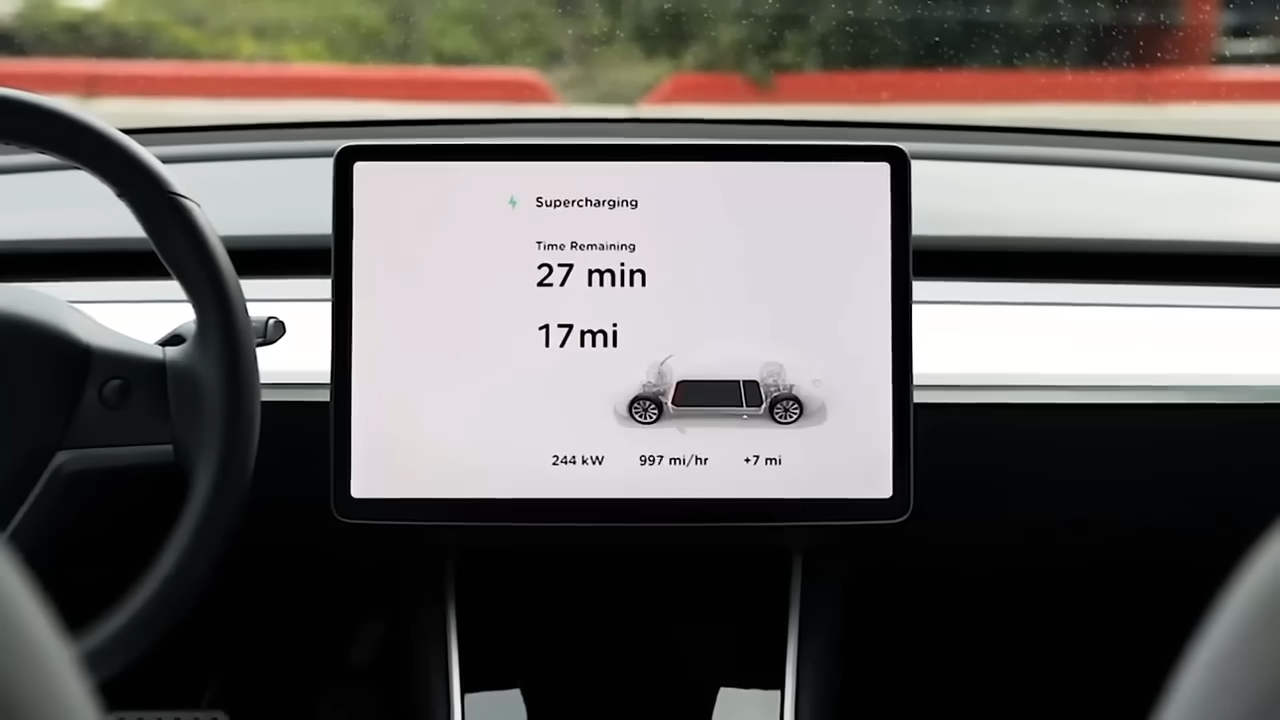 Supercharging
Time Remaining
27 min
17mi
244 kW 997 mi/hr +7 mi